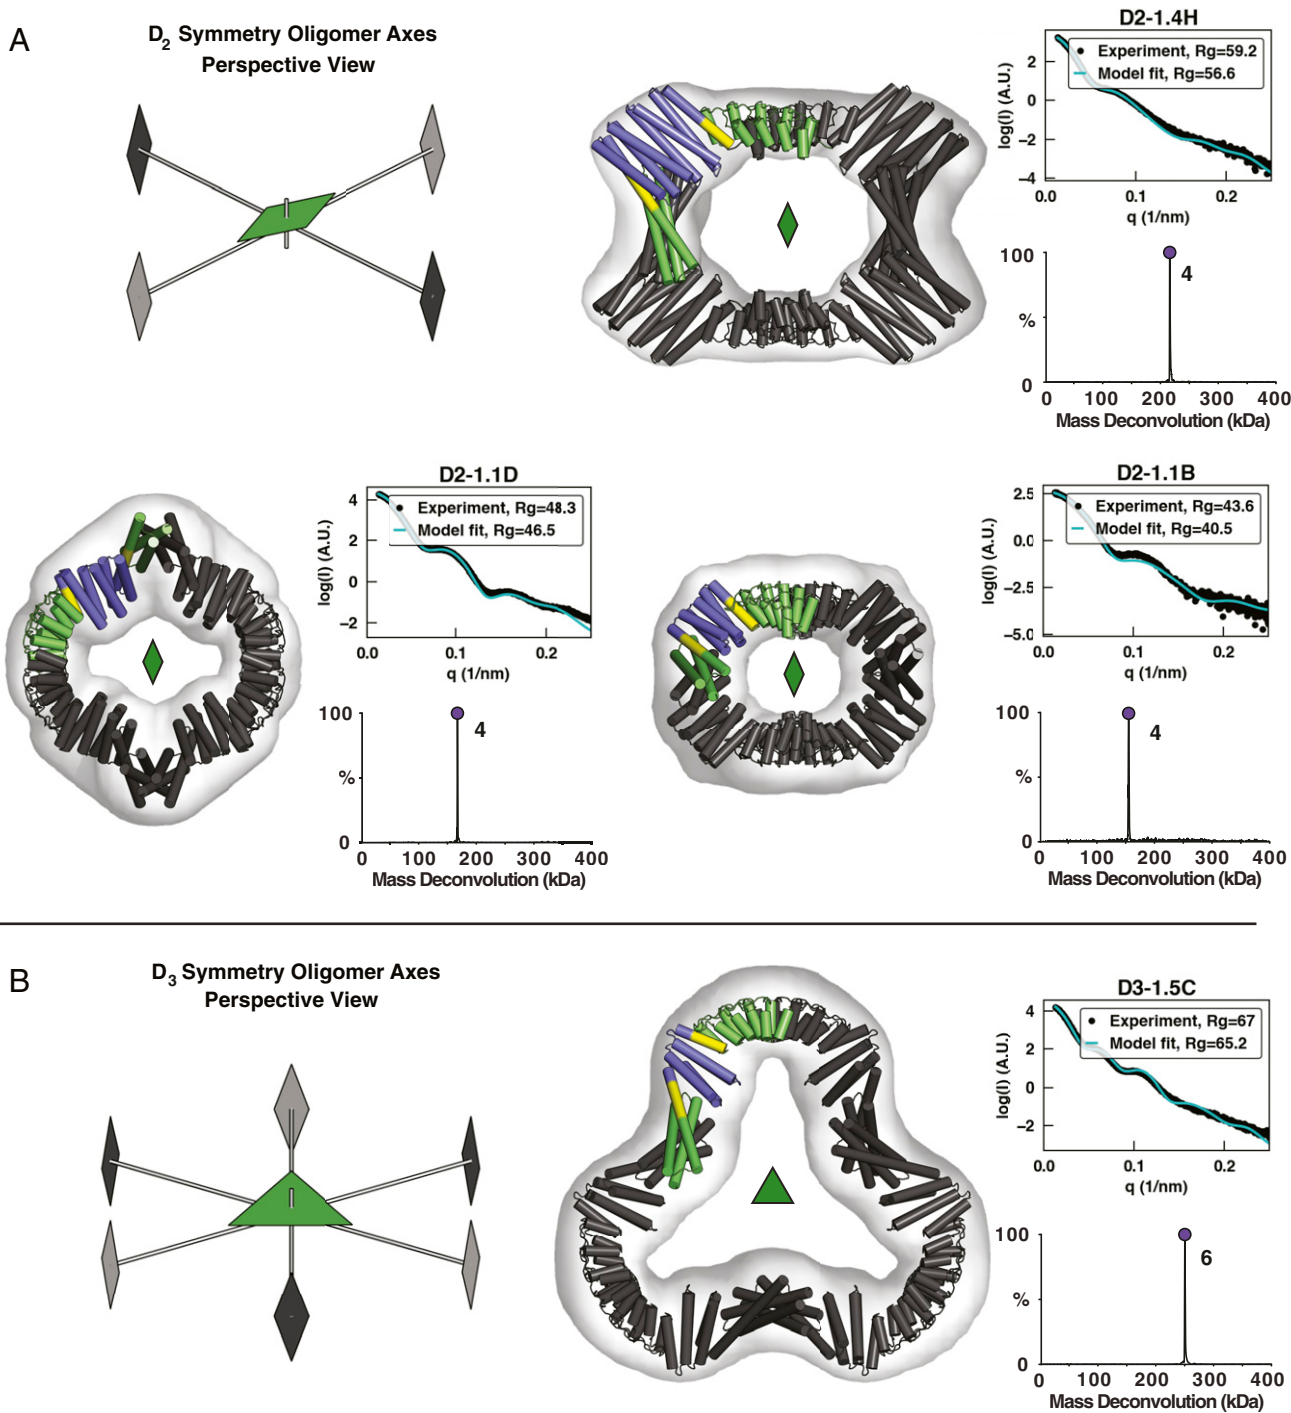 A
D2 Symmetry Oligomer Axes
Perspective View
D2-1.4H
Experiment, Rg=59.2
Model fit, Rg=56.6
log(I) (A.U.)
2
0
−2
−4
0.0 0.1 0.2
q (1/nm)
100
4
%
0
0 100 200 300 400
Mass Deconvolution (kDa)
D2-1.1D
Experiment, Rg=48.3
Model fit, Rg=46.5
log(I) (A.U.)
4
2
0
−2
0.0 0.1 0.2
q (1/nm)
100
4
%
0
0 100 200 300 400
Mass Deconvolution (kDa)
D2-1.1B
Experiment, Rg=43.6
Model fit, Rg=40.5
log(I) (A.U.)
2.5
0.0
−2.5
−5.0
0.0 0.1 0.2
q (1/nm)
100
4
%
0
0 100 200 300 400
Mass Deconvolution (kDa)
B
D3 Symmetry Oligomer Axes
Perspective View
D3-1.5C
Experiment, Rg=67
Model fit, Rg=65.2
log(I) (A.U.)
4
2
0
−2
0.0 0.1 0.2
q (1/nm)
100
6
%
0
0 100 200 300 400
Mass Deconvolution (kDa)